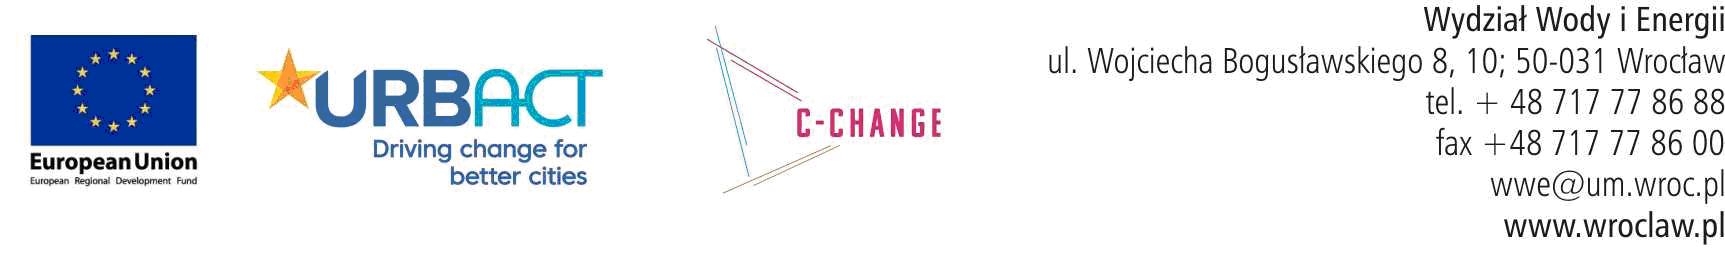 European Union
European Regional Development Fund
URBACT
Driving change for
better cities
C-CHANGE
Wydział Wody i Energii
ul. Wojciecha Bogusławskiego 8, 10; 50-031 Wrocław
tel. + 48 717 77 86 88
fax +48 717 77 86 00
wwe@um.wroc.pl
www.wroclaw.pl